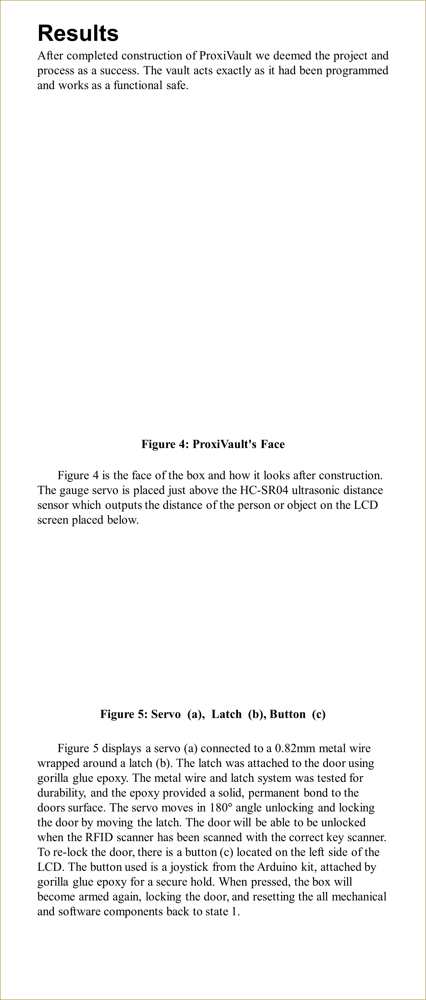 Results
After completed construction of ProxiVault we deemed the project and
process as a success. The vault acts exactly as it had been programmed
and works as a functional safe.
Figure 4: ProxiVault's Face
Figure 4 is the face of the box and how it looks after construction.
The gauge servo is placed just above the HC-SR04 ultrasonic distance
sensor which outputs the distance of the person or object on the LCD
screen placed below.
Figure 5: Servo (a), Latch (b), Button (c)
Figure 5 displays a servo (a) connected to a 0.82mm metal wire
wrapped around a latch (b). The latch was attached to the door using
gorilla glue epoxy. The metal wire and latch system was tested for
durability, and the epoxy provided a solid, permanent bond to the
doors surface. The servo moves in 180° angle unlocking and locking
the door by moving the latch. The door will be able to be unlocked
when the RFID scanner has been scanned with the correct key scanner.
To re-lock the door, there is a button (c) located on the left side of the
LCD. The button used is a joystick from the Arduino kit, attached by
gorilla glue epoxy for a secure hold. When pressed, the box will
become armed again, locking the door, and resetting the all mechanical
and software components back to state 1.